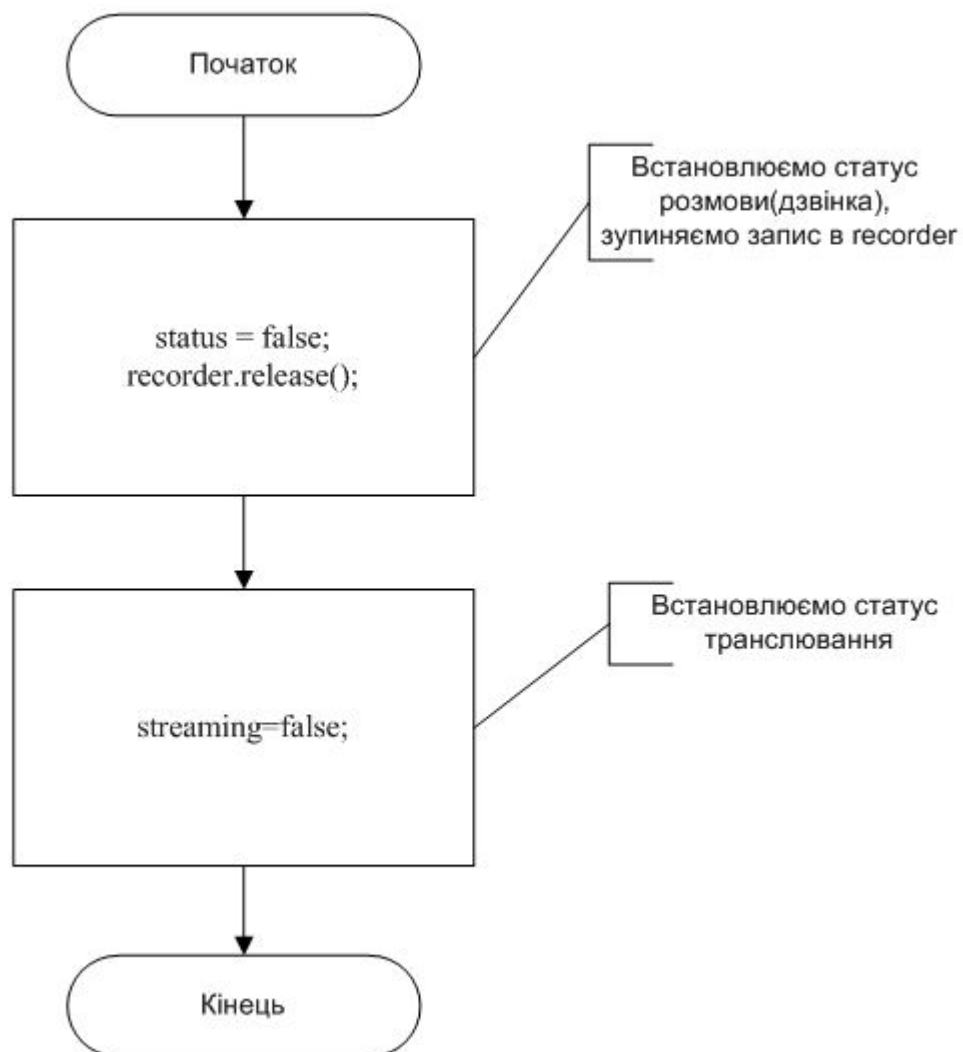 Початок
Встановлюємо статус
розмови(дзвінка),
зупиняємо запис в recorder
status = false;
recorder.release();
Встановлюємо статус
транслювання
streaming=false;
Кінець